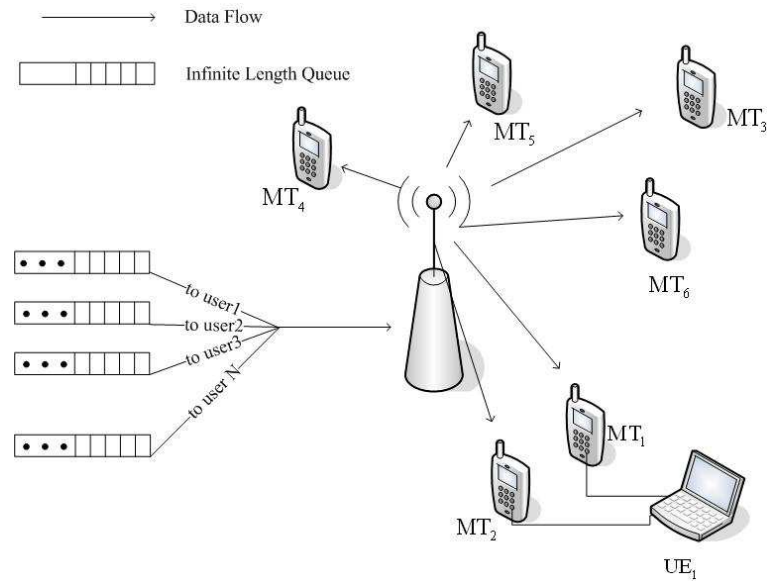 Data Flow
Infinite Length Queue
MT5
MT3
MT4
MT6
to user1
to user2
to user3
to user N
MT1
MT2
UE1